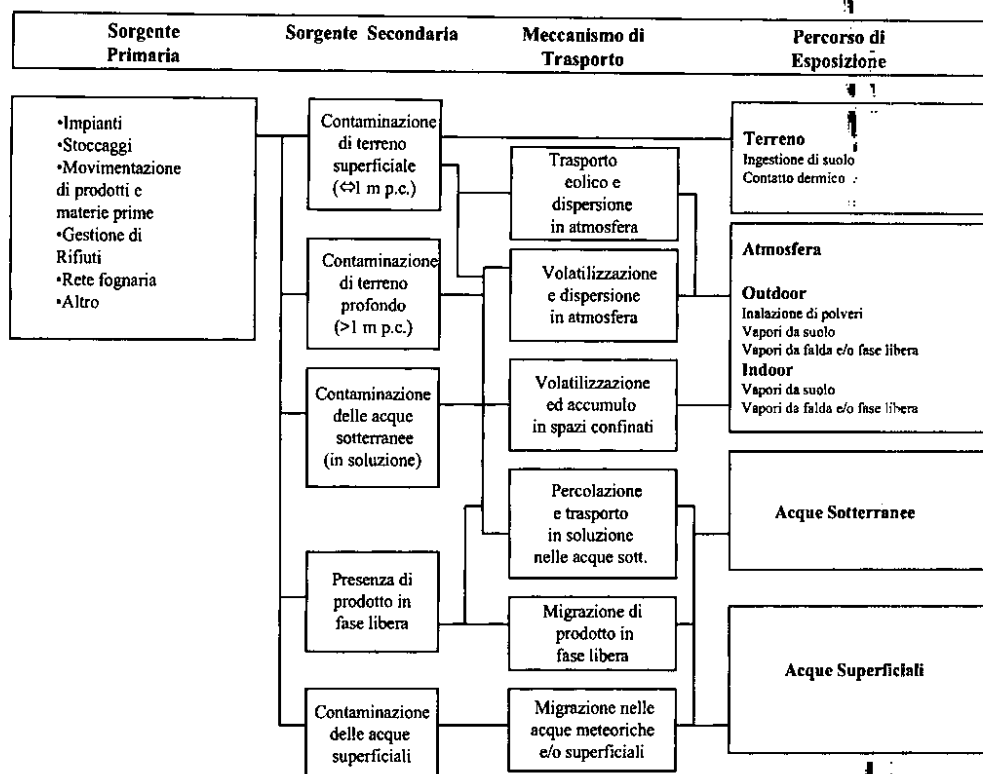 Sorgente
Primaria
Sorgente Secondaria
Meccanismo di
Trasporto
Percorso di
Esposizione
•Impianti
•Stoccaggi
•Movimentazione
di prodotti e
materie prime
•Gestione di
Rifiuti
•Rete fognaria
•Altro
Contaminazione
di terreno
superficiale
(⇔1 m p.c.)
Contaminazione
di terreno
profondo
(>1 m p.c.)
Contaminazione
delle acque
sotterranee
(in soluzione)
Presenza di
prodotto in
fase libera
Contaminazione
delle acque
superficiali
Trasporto
eolico e
dispersione
in atmosfera
Volatilizzazione
e dispersione
in atmosfera
Volatilizzazione
ed accumulo
in spazi confinati
Percolazione
e trasporto
in soluzione
nelle acque sott.
Migrazione di
prodotto in
fase libera
Migrazione nelle
acque meteoriche
e/o superficiali
Terreno
Ingestione di suolo
Contatto dermico
Atmosfera
Outdoor
Inalazione di polveri
Vapori da suolo
Vapori da falda e/o fase libera
Indoor
Vapori da suolo
Vapori da falda e/o fase libera
Acque Sotterranee
Acque Superficiali